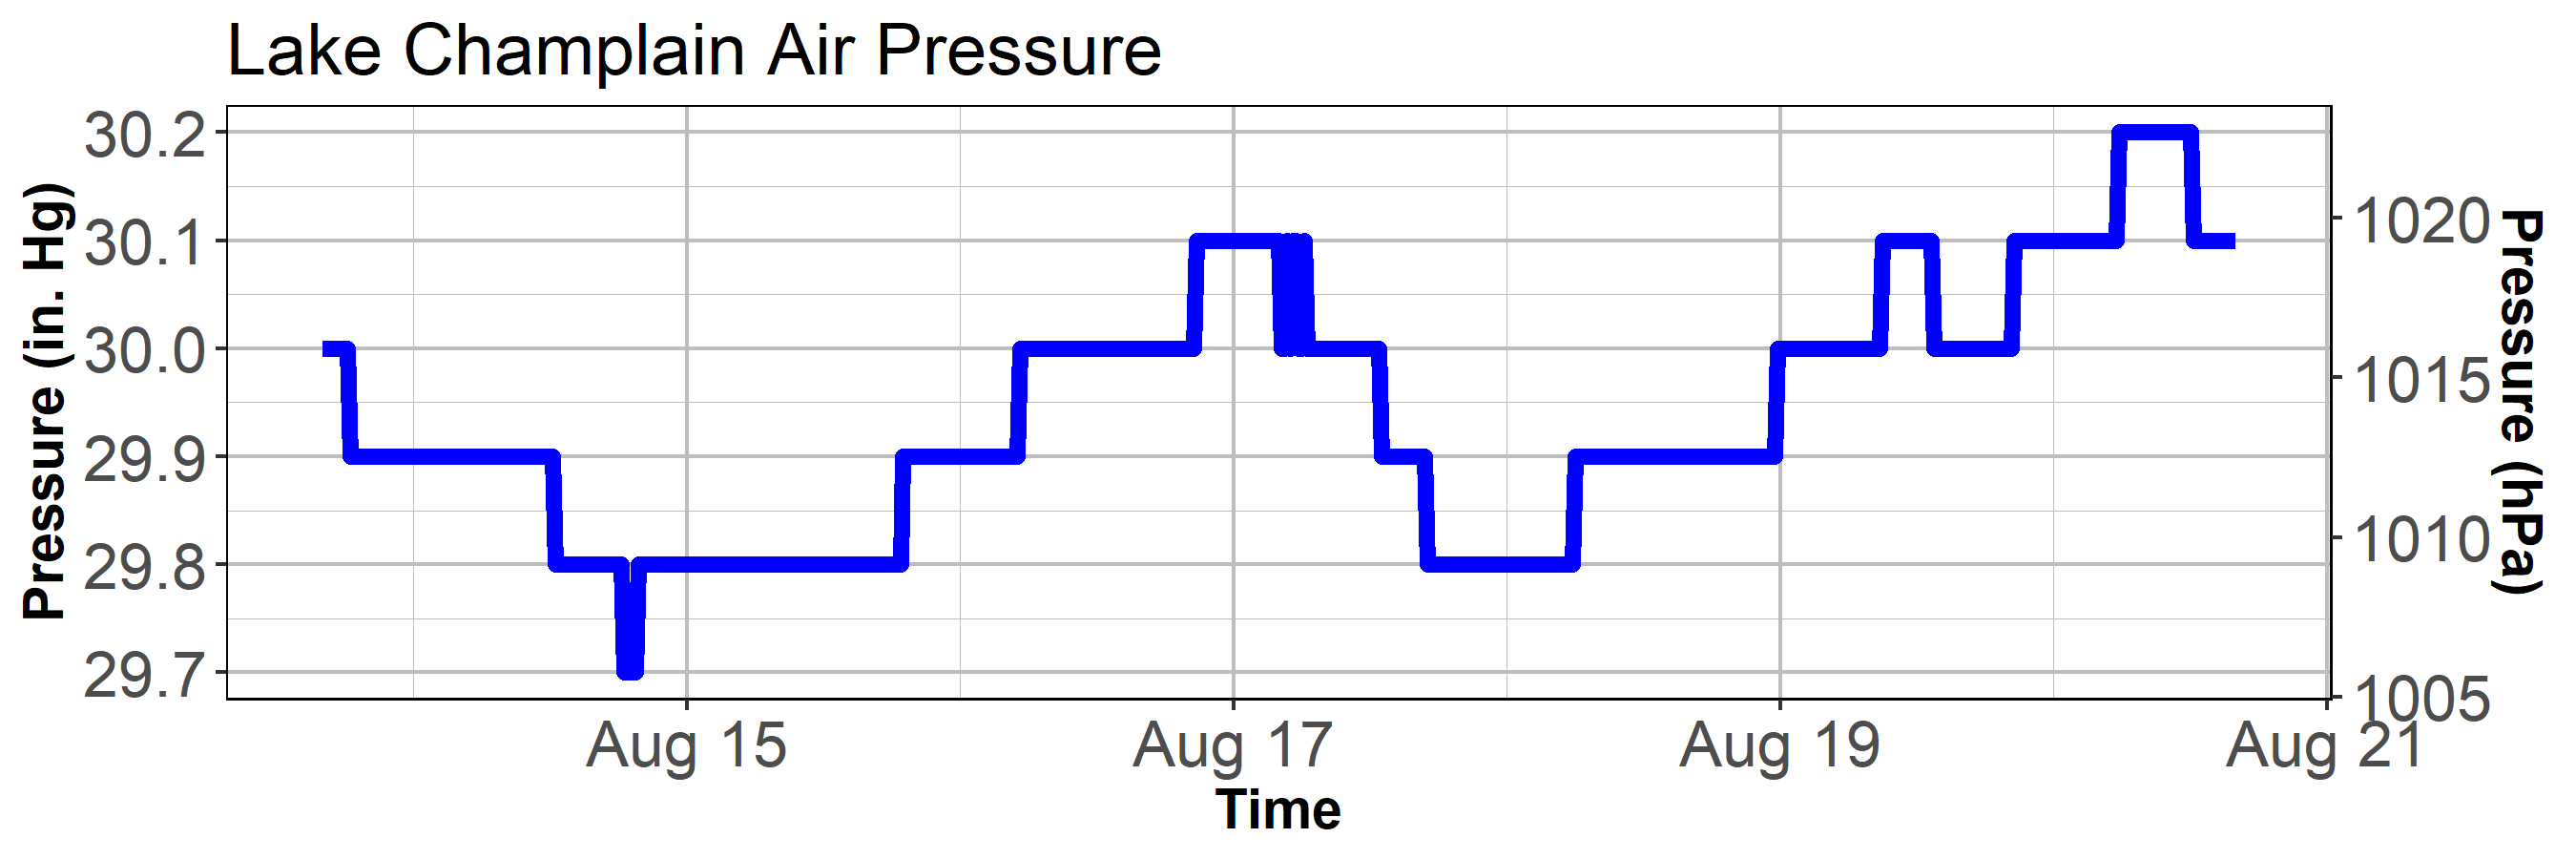 Lake Champlain Air Pressure
Pressure (in. Hg)
30.2
30.1
30.0
29.9
29.8
29.7
1020
1015
1010
1005
Pressure (hPa)
Aug 15
Aug 17
Aug 19
Aug 21
Time